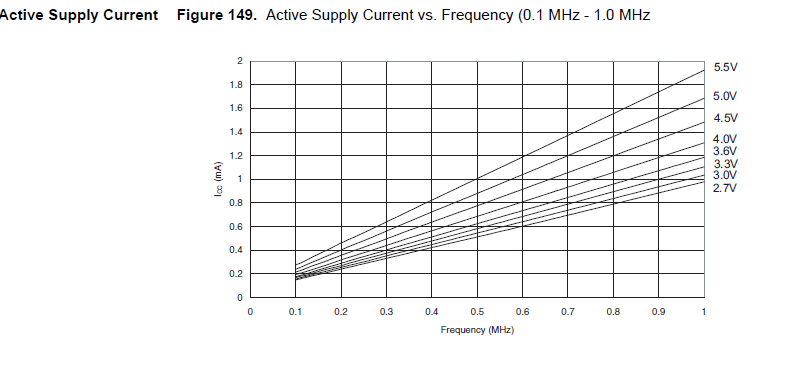 Active Supply Current Figure 149. Active Supply Current vs. Frequency (0.1 MHz - 1.0 MHz
2
1.8
1.6
1.4
1.2
1
0.8
0.6
0.4
0.2
0
ICC (mA)
5.5V
5.0V
4.5V
4.0V
3.6V
3.3V
3.0V
2.7V
0 0.1 0.2 0.3 0.4 0.5 0.6 0.7 0.8 0.9 1
Frequency (MHz)